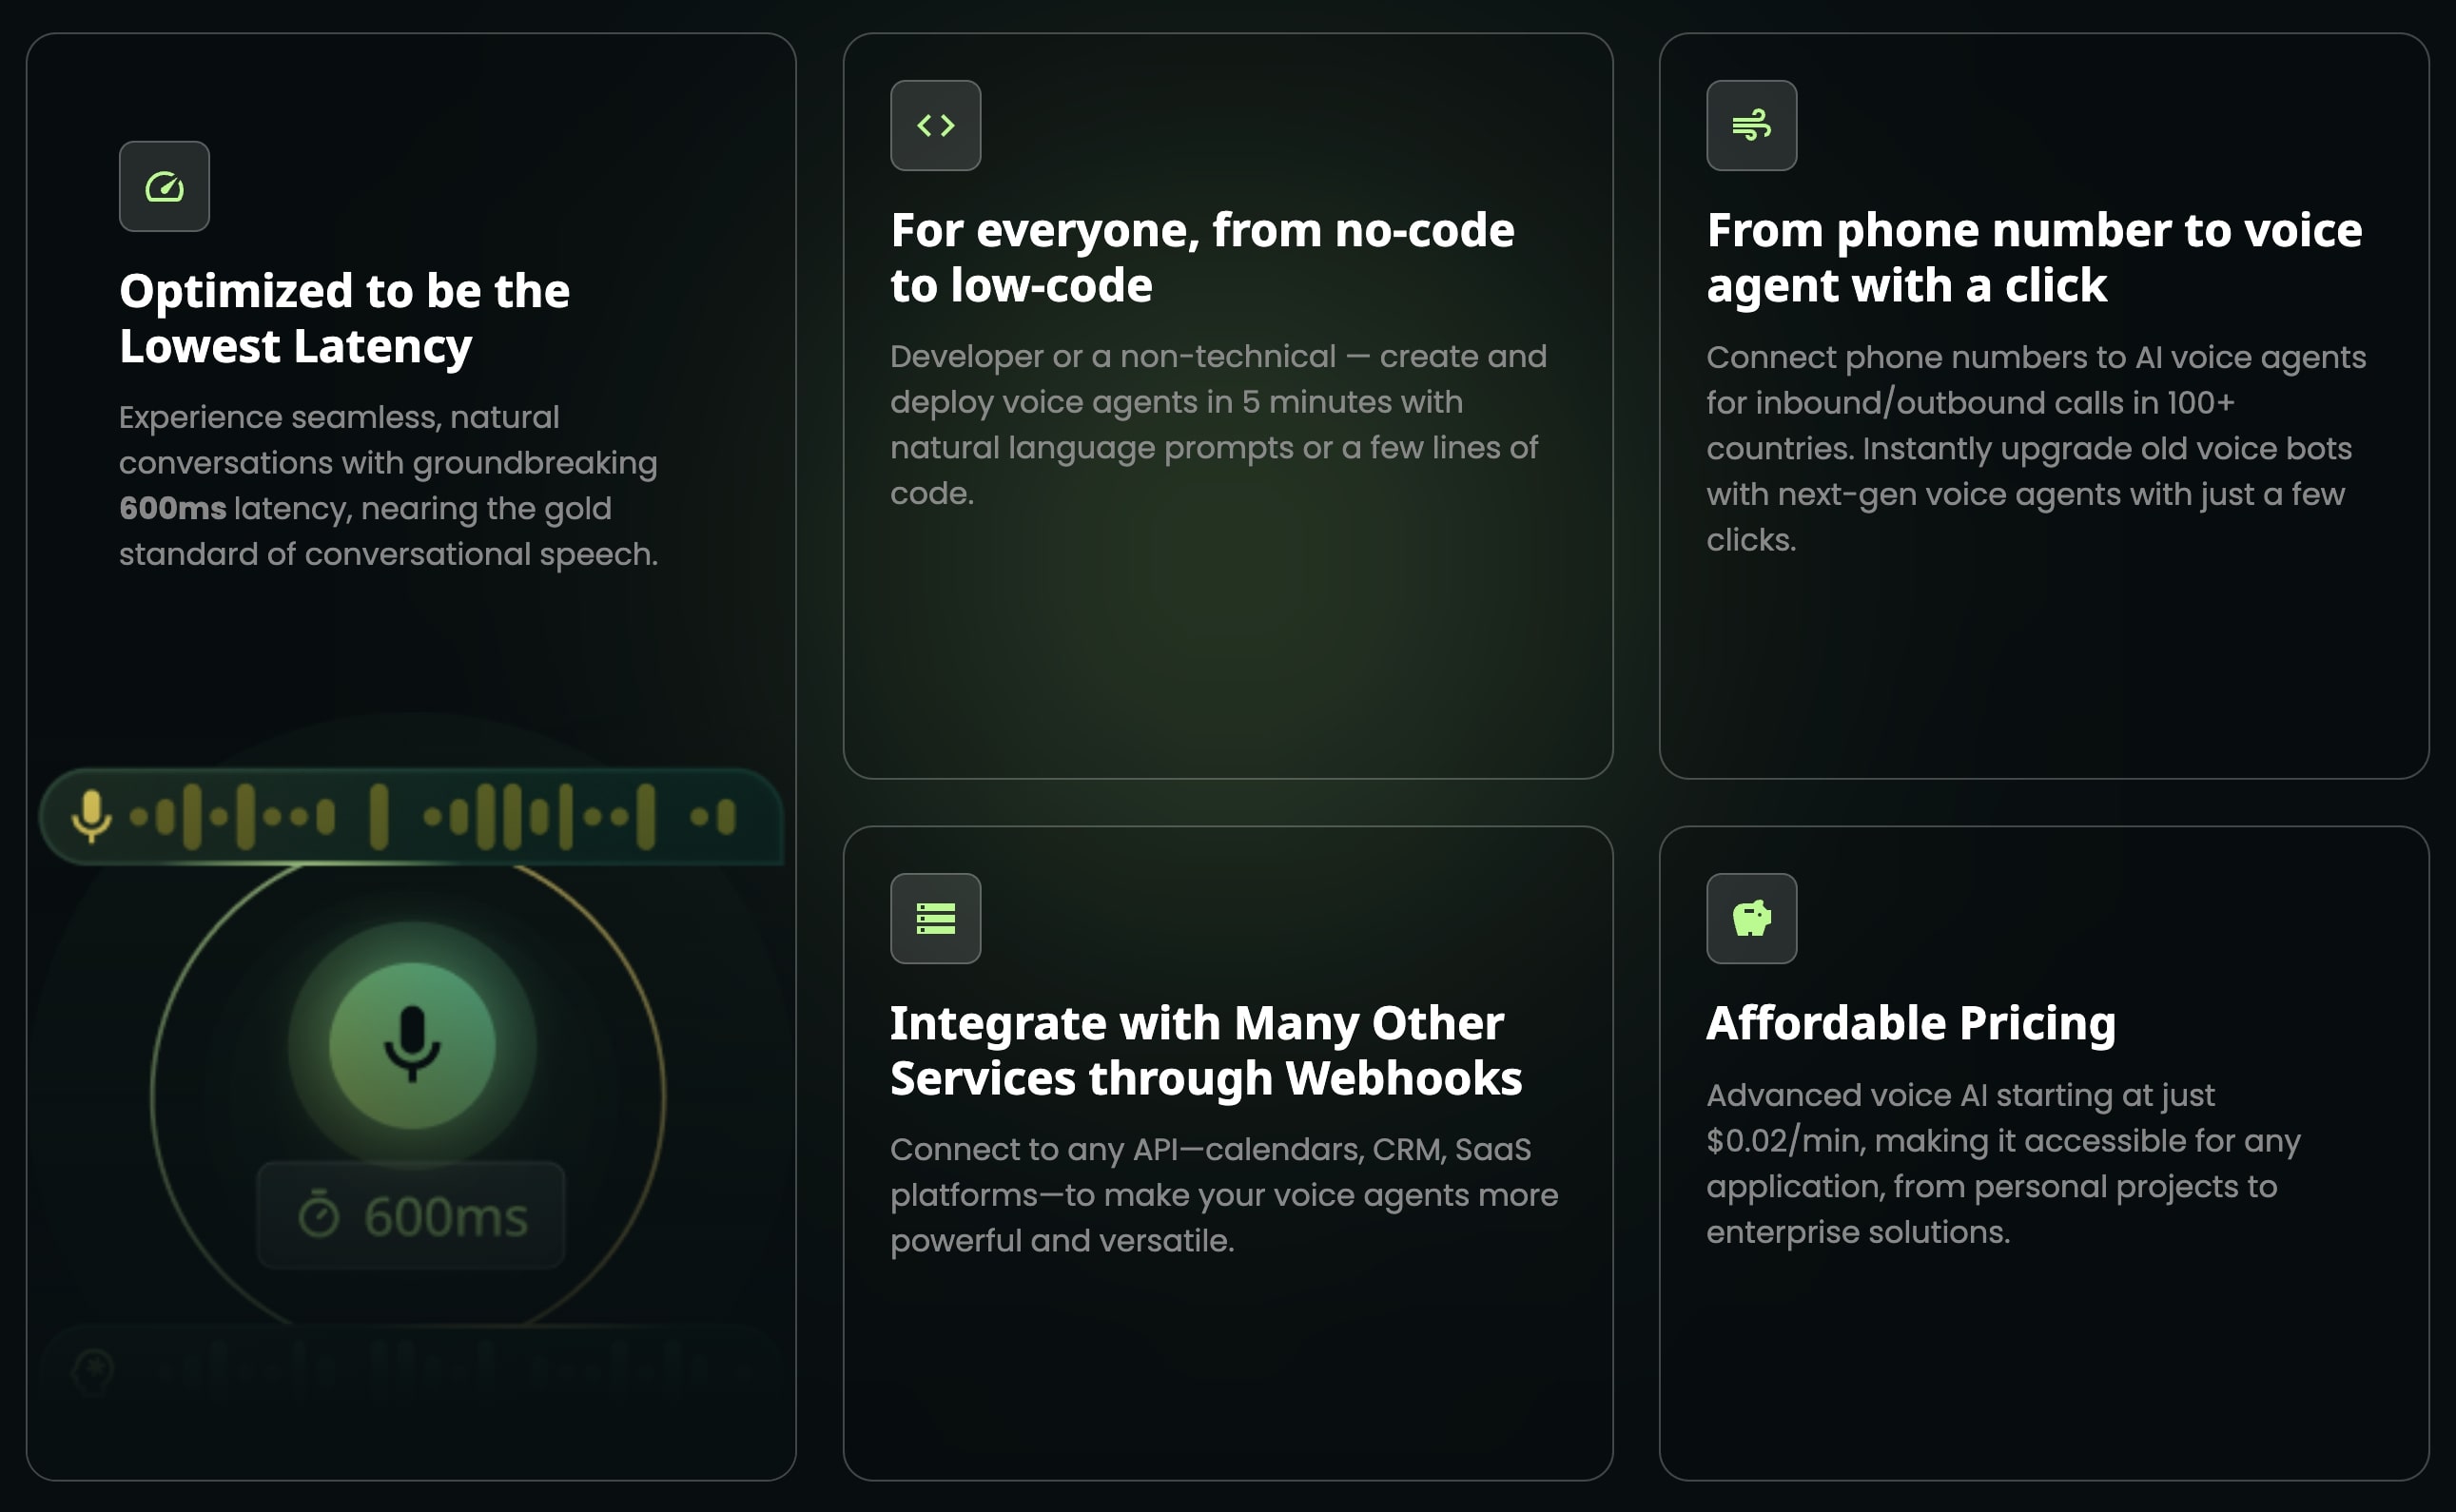 Optimized to be the
Lowest Latency
Experience seamless, natural
conversations with groundbreaking
600ms latency, nearing the gold
standard of conversational speech.
600ms
For everyone, from no-code
to low-code
Developer or a non-technical — create and
deploy voice agents in 5 minutes with
natural language prompts or a few lines of
code.
From phone number to voice
agent with a click
Connect phone numbers to AI voice agents
for inbound/outbound calls in 100+
countries. Instantly upgrade old voice bots
with next-gen voice agents with just a few
clicks.
Integrate with Many Other
Services through Webhooks
Connect to any API—calendars, CRM, SaaS
platforms—to make your voice agents more
powerful and versatile.
Affordable Pricing
Advanced voice AI starting at just
$0.02/min, making it accessible for any
application, from personal projects to
enterprise solutions.